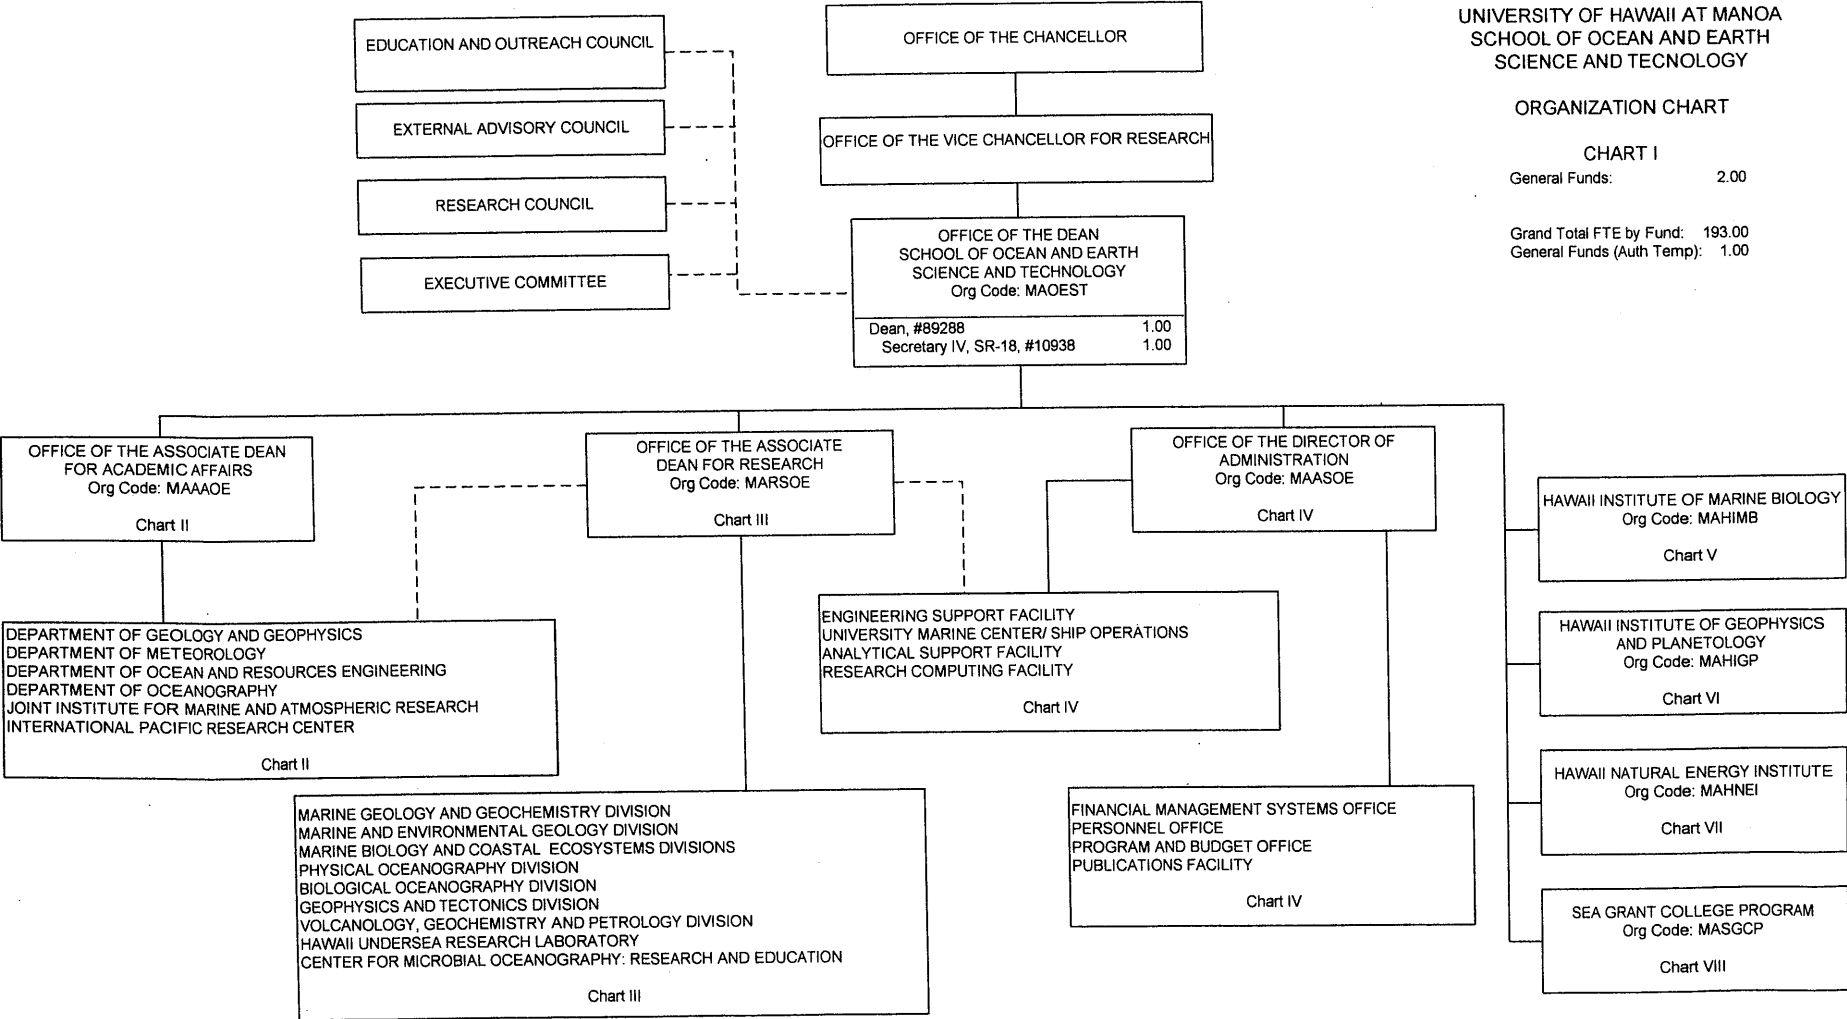 UNIVERSITY OF HAWAII AT MANOA
SCHOOL OF OCEAN AND EARTH
SCIENCE AND TECNOLOGY
ORGANIZATION CHART
CHART I
General Funds: 2.00
Grand Total FTE by Fund: 193.00
General Funds (Auth Temp): 1.00
EDUCATION AND OUTREACH COUNCIL
EXTERNAL ADVISORY COUNCIL
RESEARCH COUNCIL
EXECUTIVE COMMITTEE
OFFICE OF THE CHANCELLOR
OFFICE OF THE VICE CHANCELLOR FOR RESEARCH
OFFICE OF THE DEAN
SCHOOL OF OCEAN AND EARTH
SCIENCE AND TECHNOLOGY
Org Code: MAOEST
Dean, #89288 1.00
Secretary IV, SR-18, #10938 1.00
OFFICE OF THE ASSOCIATE DEAN
FOR ACADEMIC AFFAIRS
Org Code: MAAAOE
Chart II
OFFICE OF THE ASSOCIATE
DEAN FOR RESEARCH
Org Code: MARSOE
Chart III
OFFICE OF THE DIRECTOR OF
ADMINISTRATION
Org Code: MAASOE
Chart IV
HAWAII INSTITUTE OF MARINE BIOLOGY
Org Code: MAHIMB
Chart V
HAWAII INSTITUTE OF GEOPHYSICS
AND PLANETOLOGY
Org Code: MAHIGP
Chart VI
HAWAII NATURAL ENERGY INSTITUTE
Org Code: MAHNEI
Chart VII
SEA GRANT COLLEGE PROGRAM
Org Code: MASGCP
Chart VIII
DEPARTMENT OF GEOLOGY AND GEOPHYSICS
DEPARTMENT OF METEOROLOGY
DEPARTMENT OF OCEAN AND RESOURCES ENGINEERING
DEPARTMENT OF OCEANOGRAPHY
JOINT INSTITUTE FOR MARINE AND ATMOSPHERIC RESEARCH
INTERNATIONAL PACIFIC RESEARCH CENTER
Chart II
ENGINEERING SUPPORT FACILITY
UNIVERSITY MARINE CENTER/ SHIP OPERATIONS
ANALYTICAL SUPPORT FACILITY
RESEARCH COMPUTING FACILITY
Chart IV
MARINE GEOLOGY AND GEOCHEMISTRY DIVISION
MARINE AND ENVIRONMENTAL GEOLOGY DIVISION
MARINE BIOLOGY AND COASTAL ECOSYSTEMS DIVISIONS
PHYSICAL OCEANOGRAPHY DIVISION
BIOLOGICAL OCEANOGRAPHY DIVISION
GEOPHYSICS AND TECTONICS DIVISION
VOLCANOLOGY, GEOCHEMISTRY AND PETROLOGY DIVISION
HAWAII UNDERSEA RESEARCH LABORATORY
CENTER FOR MICROBIAL OCEANOGRAPHY: RESEARCH AND EDUCATION
Chart III
FINANCIAL MANAGEMENT SYSTEMS OFFICE
PERSONNEL OFFICE
PROGRAM AND BUDGET OFFICE
PUBLICATIONS FACILITY
Chart IV